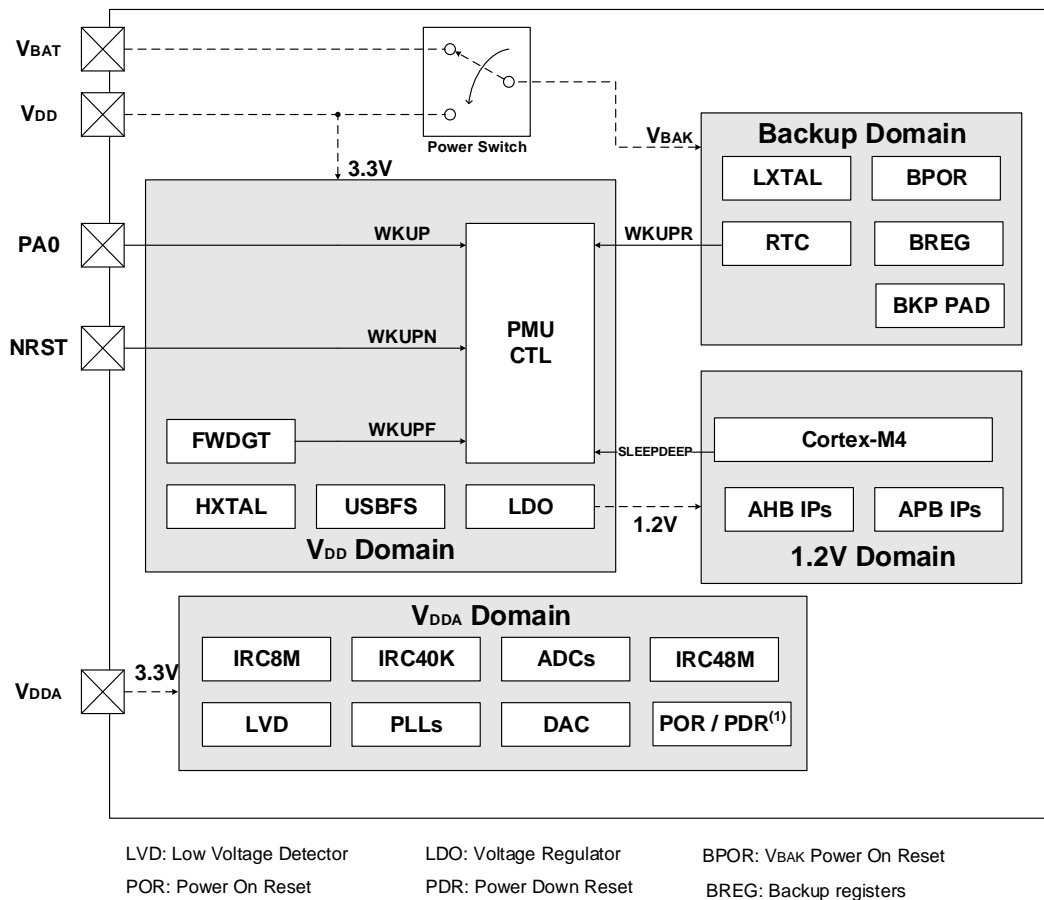 VBAT
VDD
Power Switch
3.3V
VBAK
Backup Domain
LXTAL
BPOR
RTC
BREG
BKP PAD
PA0
WKUP
WKUPR
NRST
WKUPN
PMU
CTL
FWDGT
WKUPF
SLEEPDEEP
Cortex-M4
HXTAL
USBFS
LDO
1.2V
AHB IPs
APB IPs
VDD Domain
1.2V Domain
VDDA Domain
VDDA
3.3V
IRC8M
IRC40K
ADCs
IRC48M
LVD
PLLs
DAC
POR / PDR(1)
LVD: Low Voltage Detector
LDO: Voltage Regulator
BPOR: VBAK Power On Reset
POR: Power On Reset
PDR: Power Down Reset
BREG: Backup registers